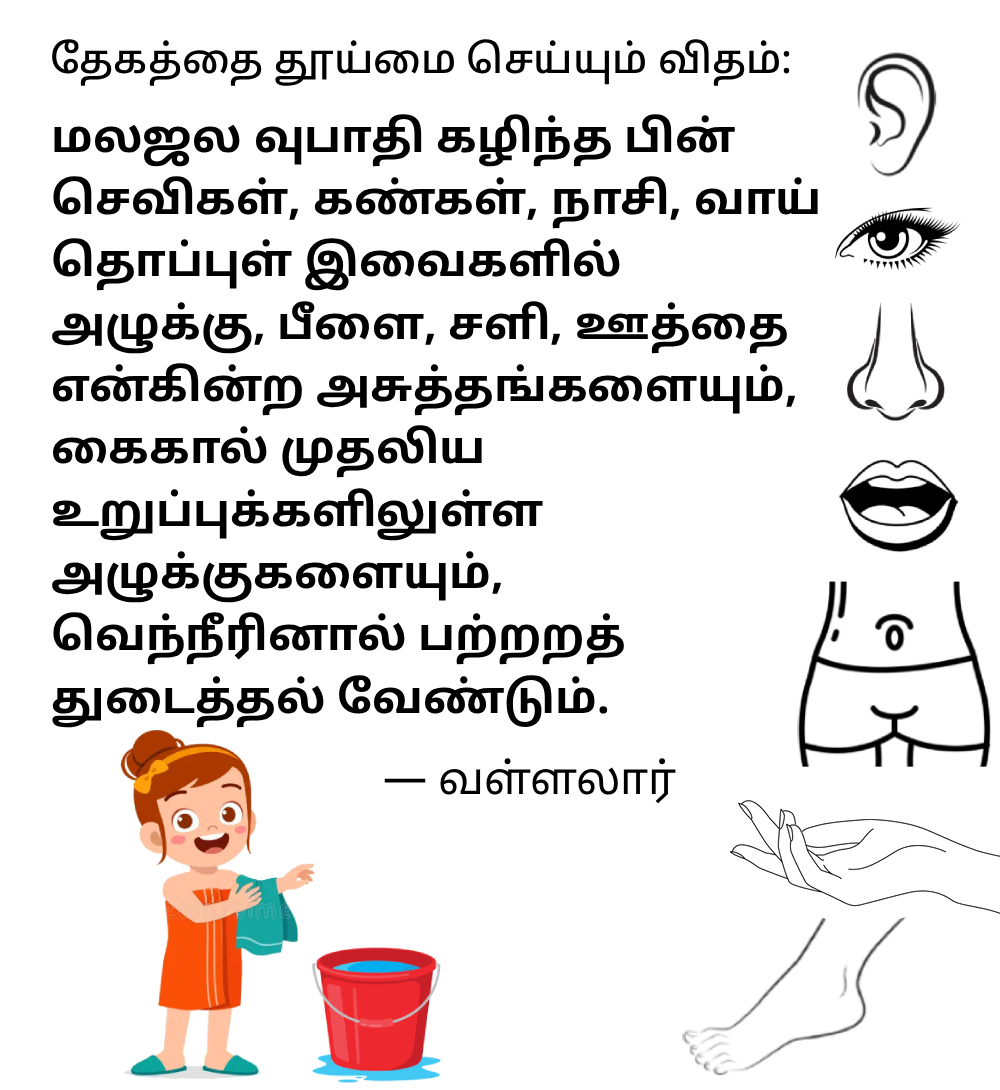 தேகத்தை தூய்மை செய்யும் விதம்:
மலஜல வுபாதி கழிந்த பின்
செவிகள், கண்கள், நாசி, வாய்
தொப்புள் இவைகளில்
அழுக்கு, பீளை, சளி, ஊத்தை
என்கின்ற அசுத்தங்களையும்,
கைகால் முதலிய
உறுப்புக்களிலுள்ள
அழுக்குகளையும்,
வெந்நீரினால் பற்றறத்
துடைத்தல் வேண்டும்.
— வள்ளலார்